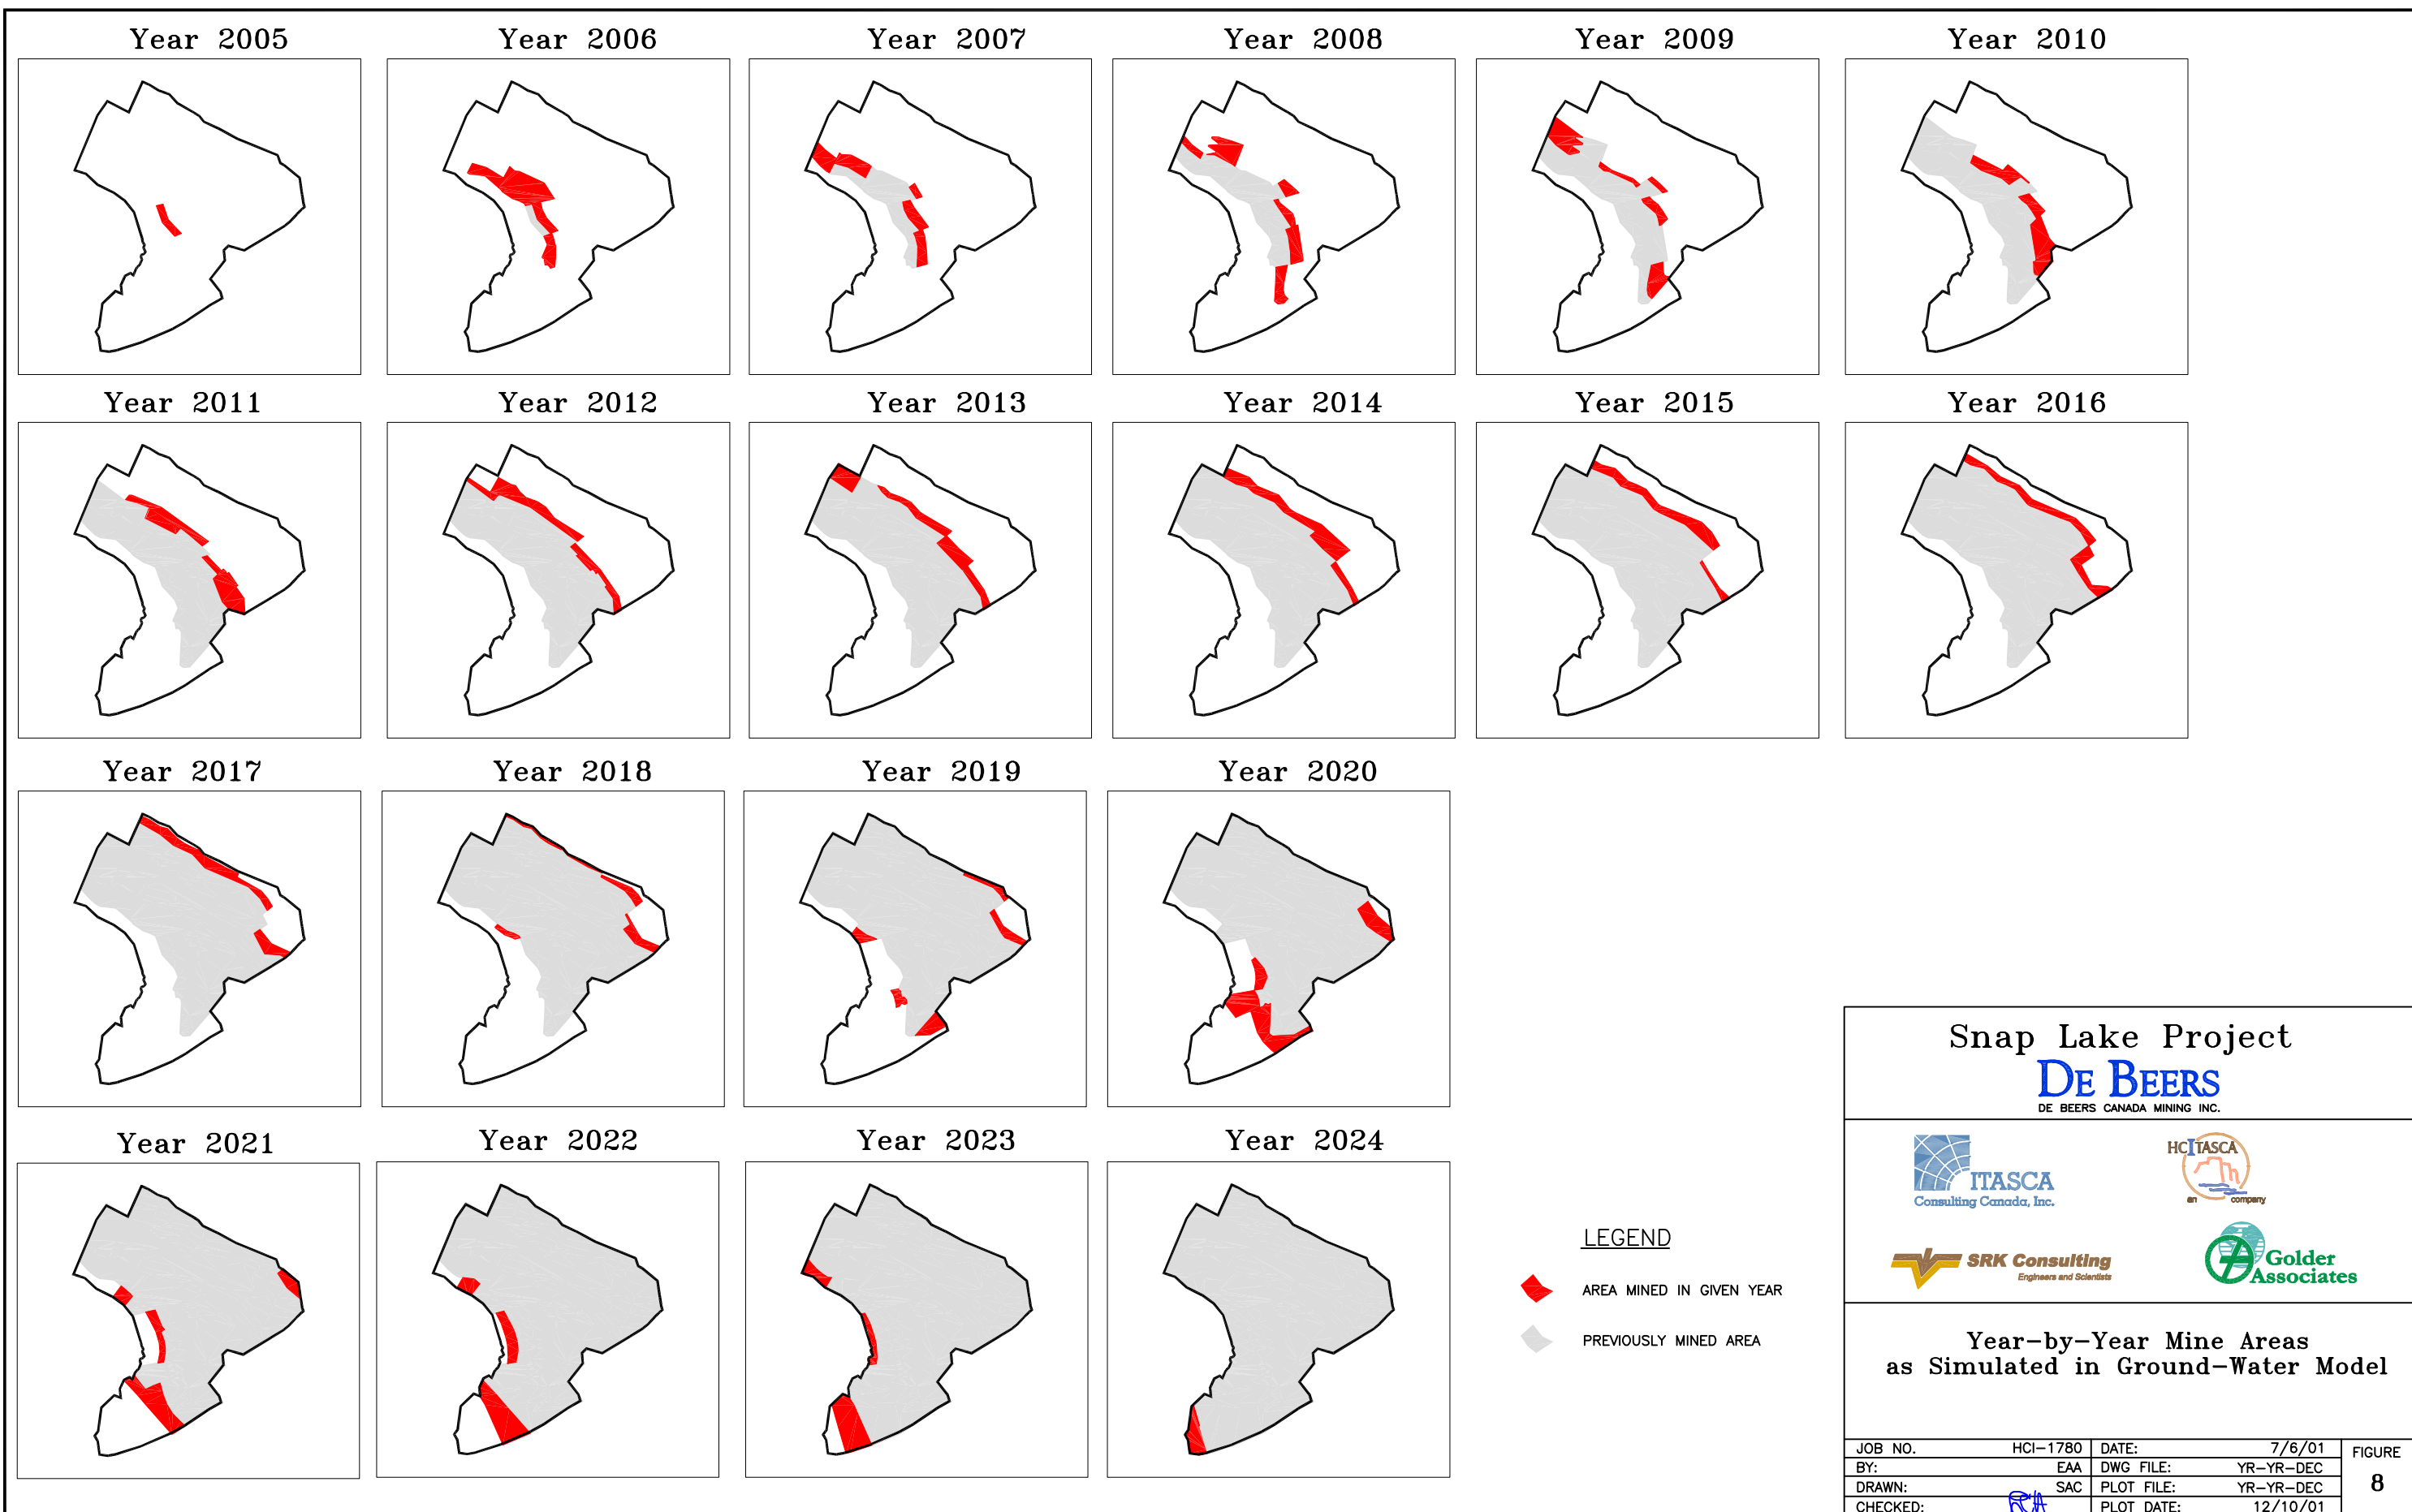 Year 2005
Year 2006
Year 2007
Year 2008
Year 2009
Year 2010
Year 2011
Year 2012
Year 2013
Year 2014
Year 2015
Year 2016
Year 2017
Year 2018
Year 2019
Year 2020
Year 2021
Year 2022
Year 2023
Year 2024
LEGEND
AREA MINED IN GIVEN YEAR
PREVIOUSLY MINED AREA
Snap Lake Project
DE BEERS
DE BEERS CANADA MINING INC.
ITASCA
Consulting Canada, Inc.
HCITASCA
an company
SRK Consulting
Engineers and Scientists
Golder
Associates
Year-by-Year Mine Areas
as Simulated in Ground-Water Model
JOB NO. HCI-1780 DATE: 7/6/01 FIGURE
BY: EAA DWG FILE: YR-YR-DEC
DRAWN: SAC PLOT FILE: YR-YR-DEC 8
CHECKED: PLOT DATE: 12/10/01